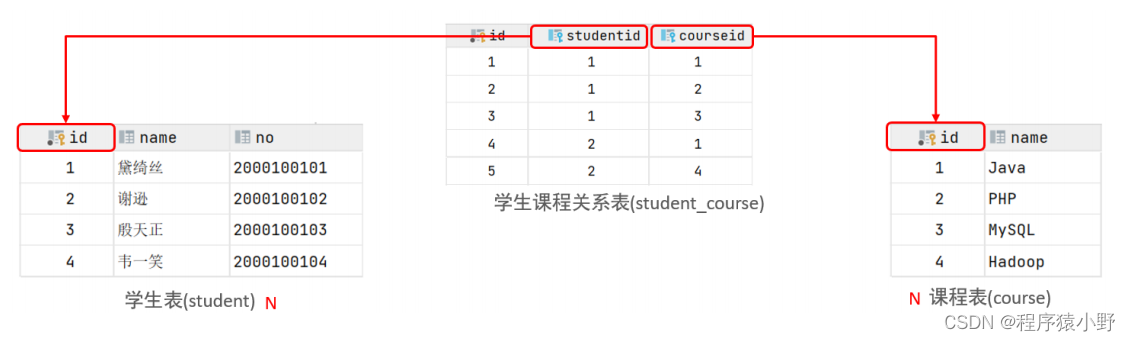 id studentid courseid
1 1 1
2 1 2
3 1 3
4 2 1
5 2 4
学生课程关系表(student_course)
id name no
1 黛绮丝 2000100101
2 谢逊 2000100102
3 殷天正 2000100103
4 韦一笑 2000100104
学生表(student) N
id name
1 Java
2 PHP
3 MySQL
4 Hadoop
N 课程表(course)
CSDN @程序猿小野